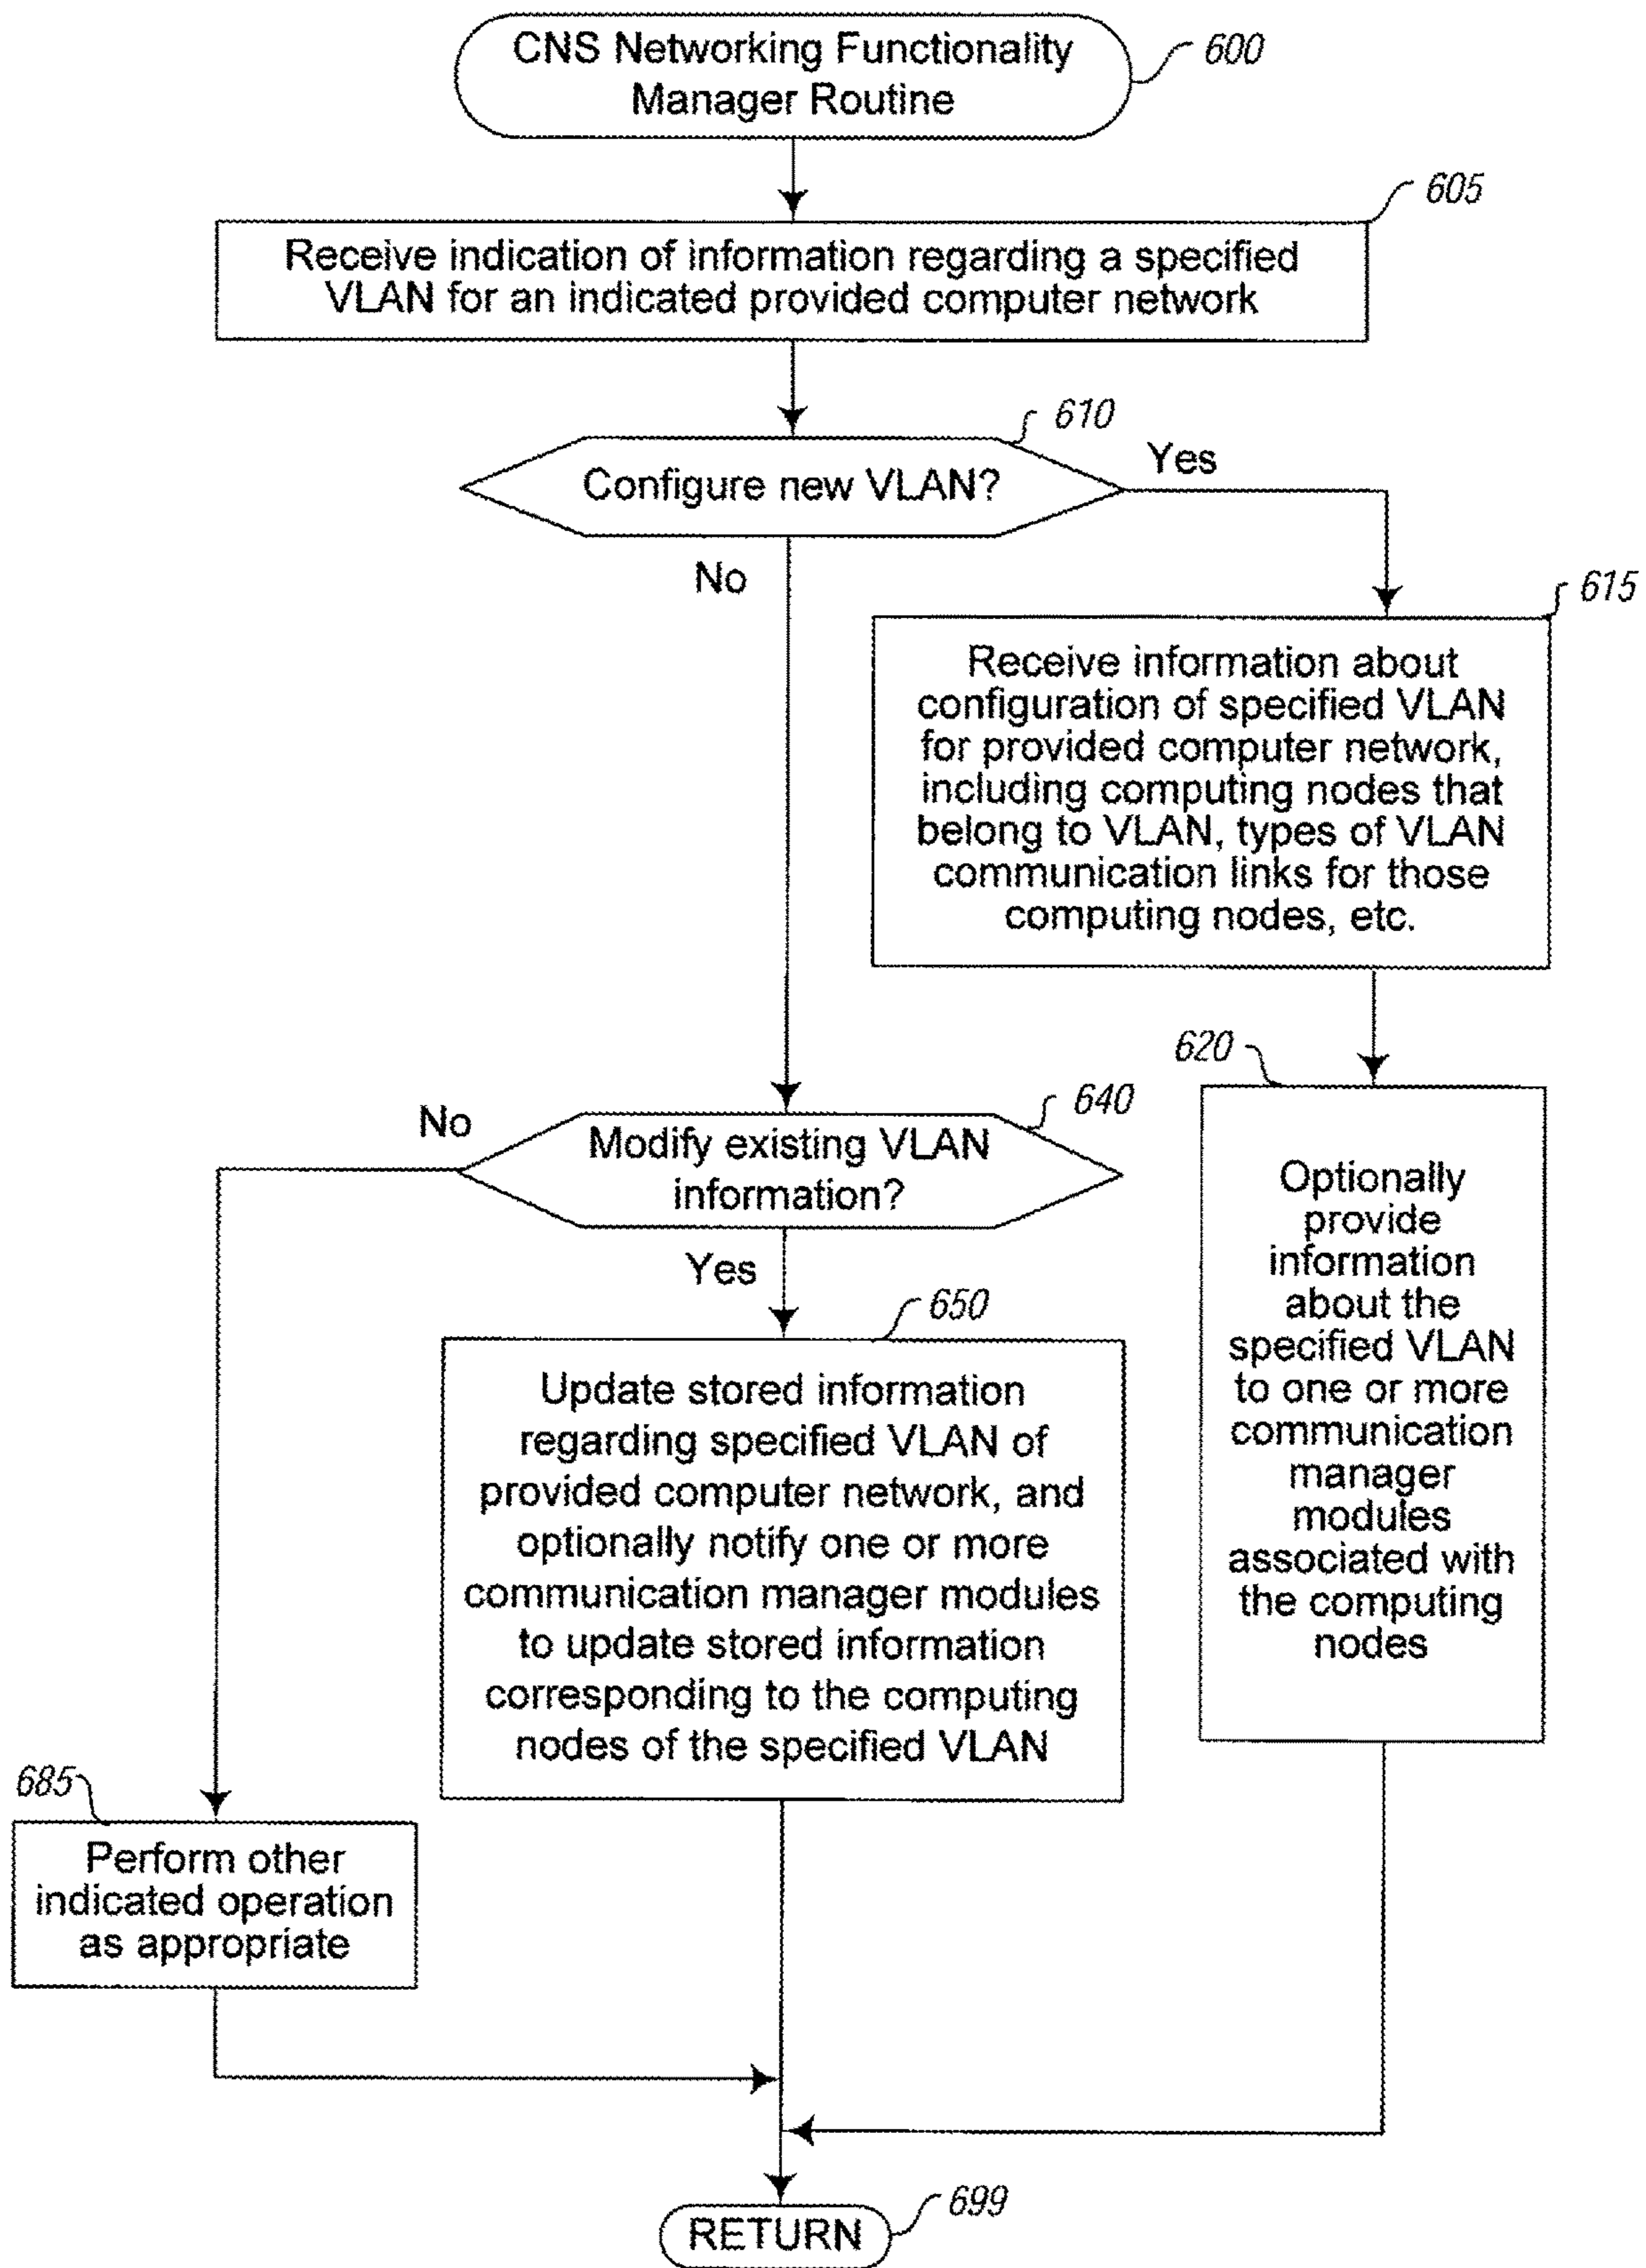 CNS Networking Functionality
Manager Routine
600
605
Receive indication of information regarding a specified
VLAN for an indicated provided computer network
610
Configure new VLAN?
Yes
No
615
Receive information about
configuration of specified VLAN
for provided computer network,
including computing nodes that
belong to VLAN, types of VLAN
communication links for those
computing nodes, etc.
620
Optionally
provide
information
about the
specified VLAN
to one or more
communication
manager
modules
associated with
the computing
nodes
640
No
Modify existing VLAN
information?
Yes
650
Update stored information
regarding specified VLAN of
provided computer network, and
optionally notify one or more
communication manager modules
to update stored information
corresponding to the computing
nodes of the specified VLAN
685
Perform other
indicated operation
as appropriate
699
RETURN